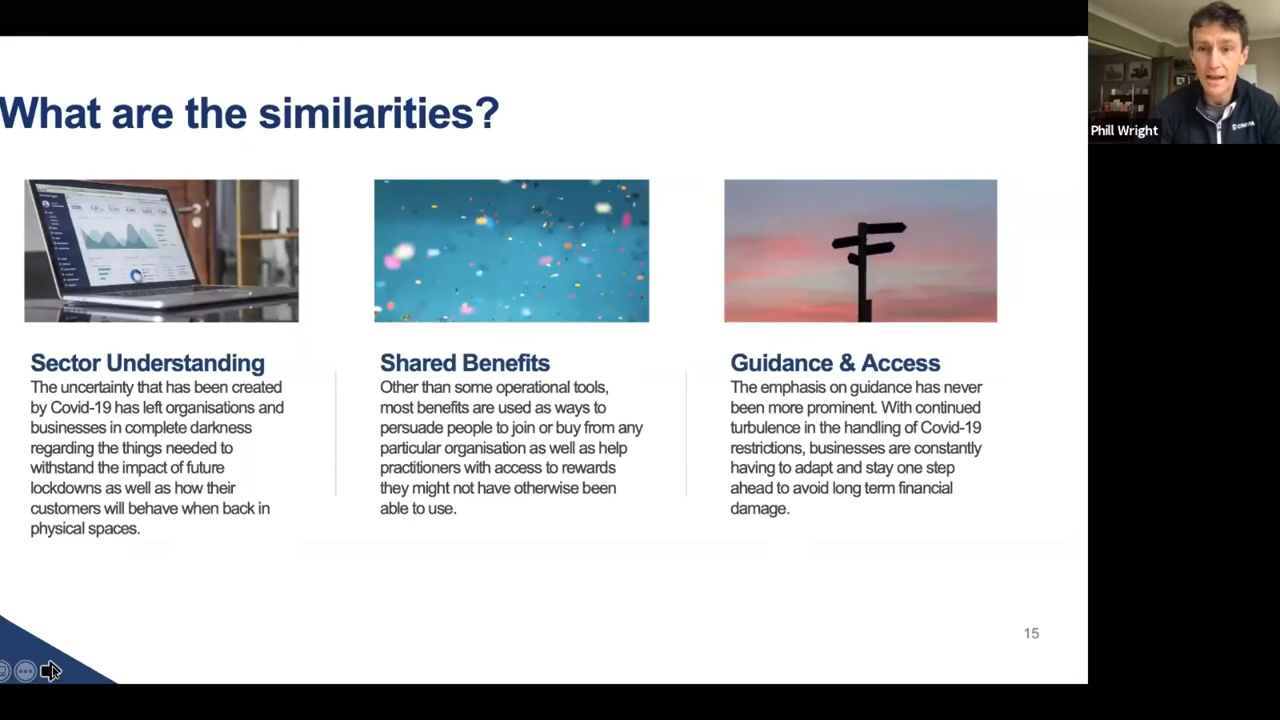 What are the similarities?
Phill Wright
Sector Understanding
The uncertainty that has been created
by Covid-19 has left organisations and
businesses in complete darkness
regarding the things needed to
withstand the impact of future
lockdowns as well as how their
customers will behave when back in
physical spaces.
Shared Benefits
Other than some operational tools,
most benefits are used as ways to
persuade people to join or buy from any
particular organisation as well as help
practitioners with access to rewards
they might not have otherwise been
able to use.
Guidance & Access
The emphasis on guidance has never
been more prominent. With continued
turbulence in the handling of Covid-19
restrictions, businesses are constantly
having to adapt and stay one step
ahead to avoid long term financial
damage.
15